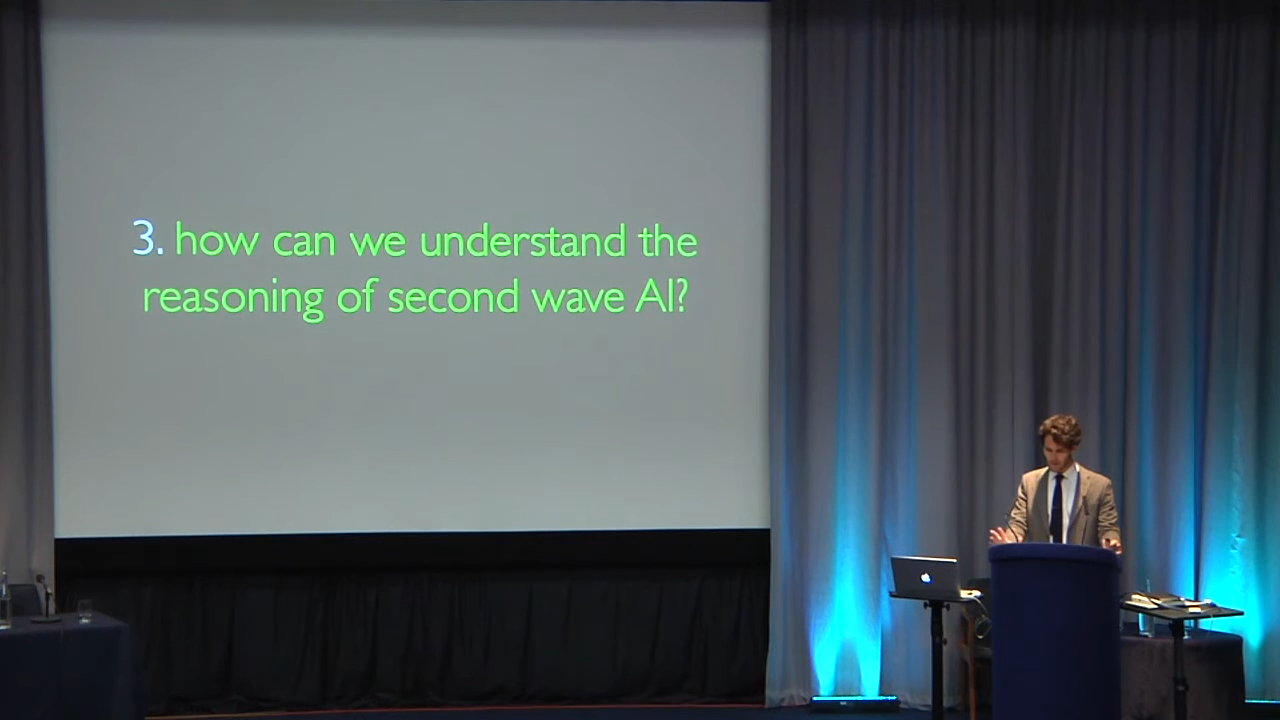 3. how can we understand the
reasoning of second wave AI?